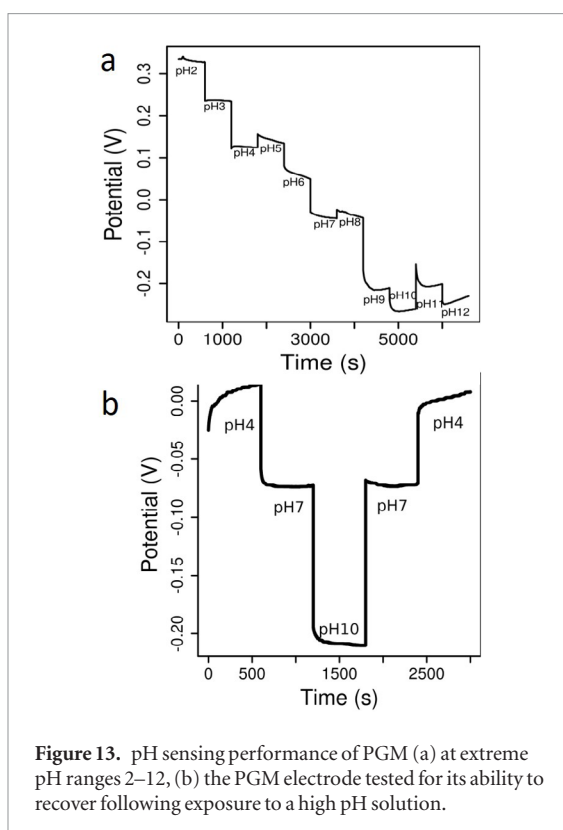 a
Potential (V)
0.3
0.2
0.1
0.0
-0.1
-0.2
pH2
pH3
pH4
pH5
pH6
pH7
pH8
pH9
pH10
pH11
pH12
0 1000 3000 5000
Time (s)
b
Potential (V)
0.00
-0.05
-0.10
-0.15
-0.20
pH4
pH7
pH10
pH7
pH4
0 500 1500 2500
Time (s)
Figure 13. pH sensing performance of PGM (a) at extreme
pH ranges 2–12, (b) the PGM electrode tested for its ability to
recover following exposure to a high pH solution.